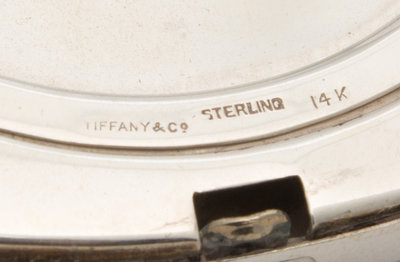 TIFFANY & Co STERLING 14 K